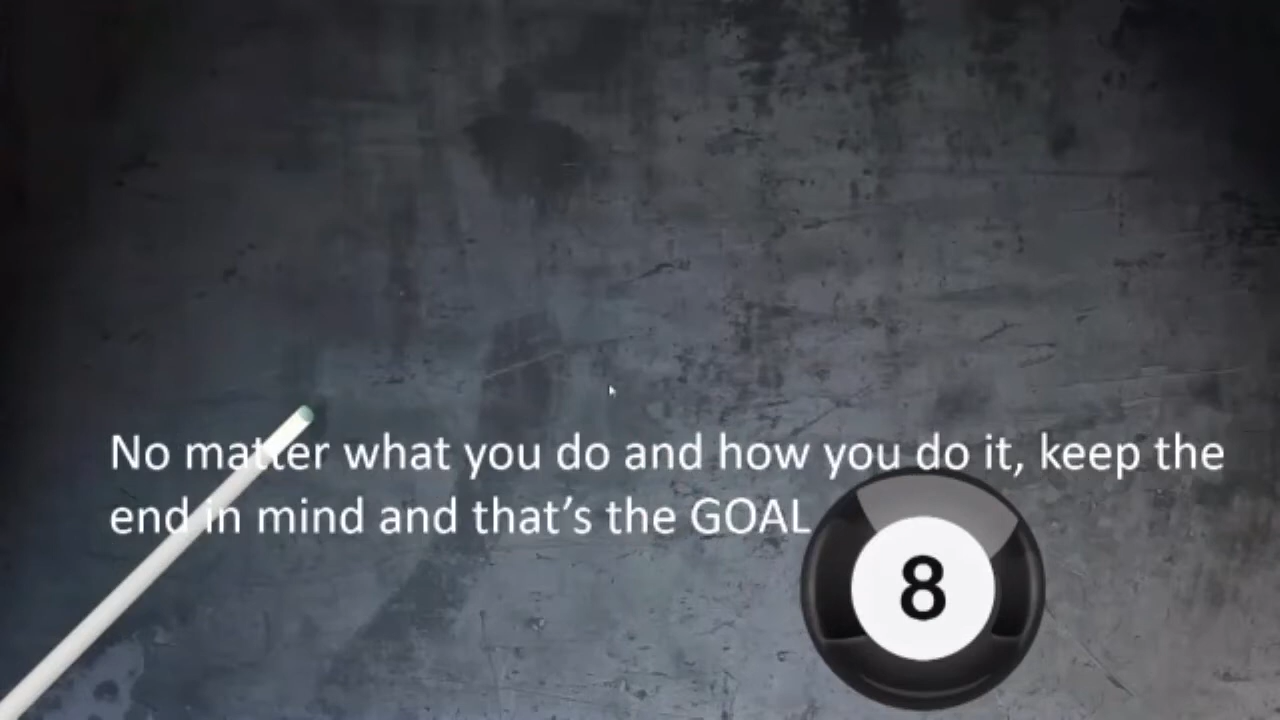 No matter what you do and how you do it, keep the
end in mind and that’s the GOAL
8